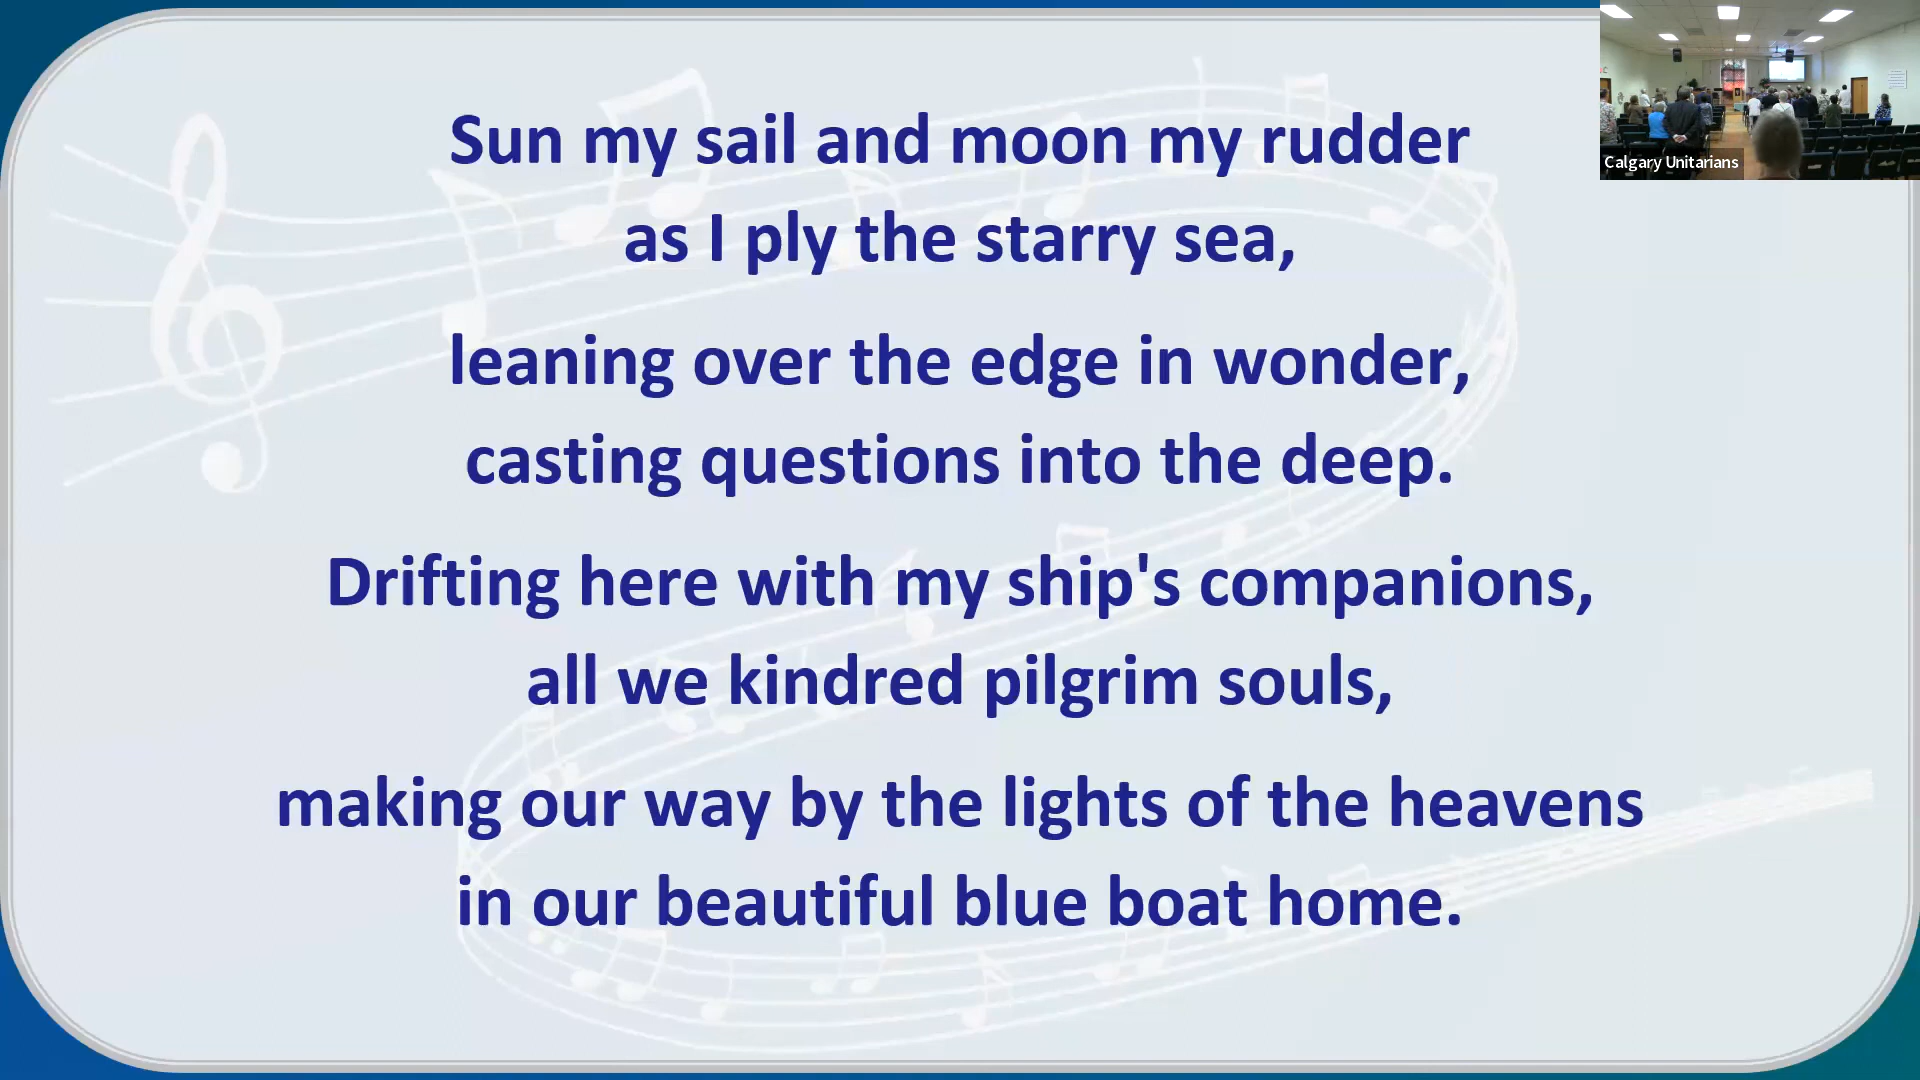 Sun my sail and moon my rudder
as I ply the starry sea,
leaning over the edge in wonder,
casting questions into the deep.
Drifting here with my ship's companions,
all we kindred pilgrim souls,
making our way by the lights of the heavens
in our beautiful blue boat home.
Calgary Unitarians